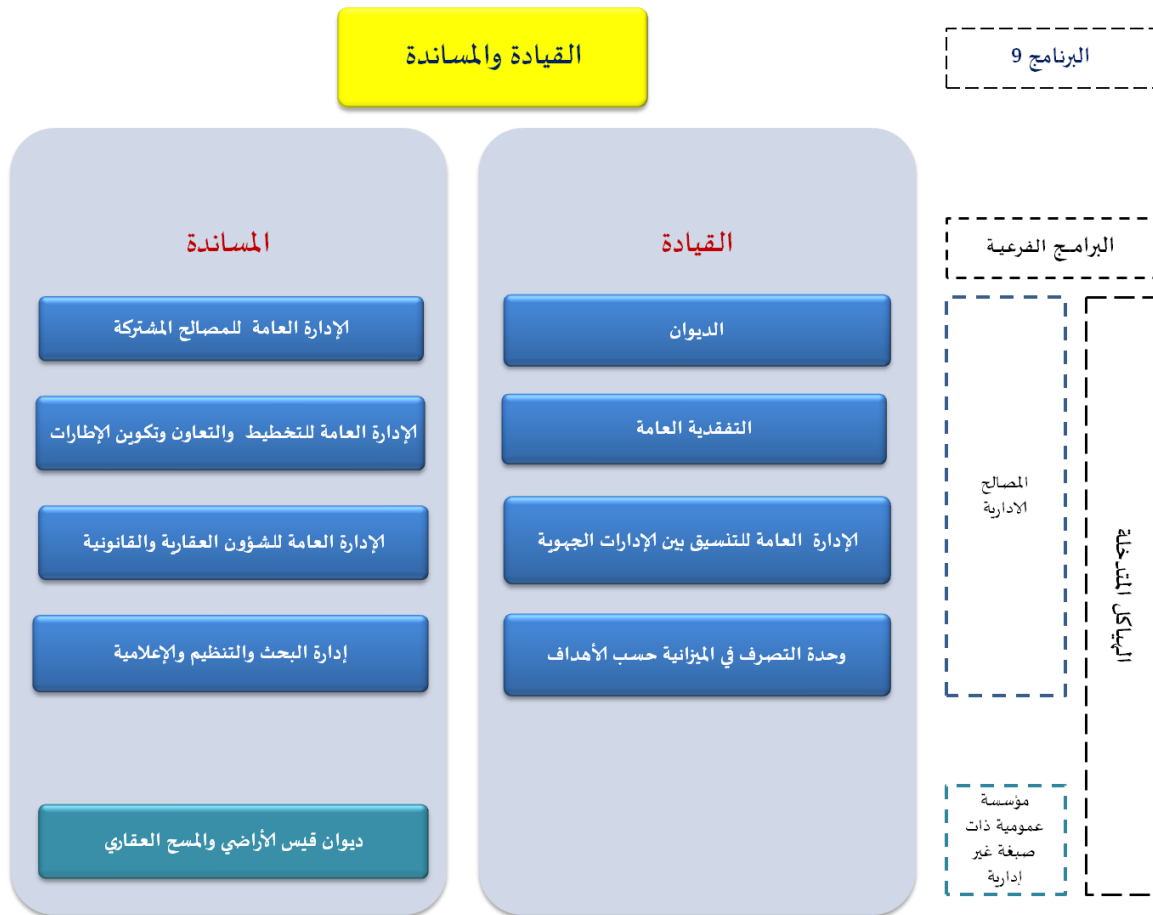 القيادة والمساندة
البرنامج 9
البرامج الفرعية
القيادة
المساندة
الهياكل المتدخلة
المصالح
الادارية
الديوان
التفقدية العامة
الإدارة العامة للتنسيق بين الإدارات الجهوية
وحدة التصرف في الميزانية حسب الأهداف
الإدارة العامة للمصالح المشتركة
الإدارة العامة للتخطيط والتعاون وتكوين الإطارات
الإدارة العامة للشؤون العقارية والقانونية
إدارة البحث والتنظيم والإعلامية
مؤسسة
عمومية ذات
صبغة غير
إدارية
ديوان قيس الأراضي والمسح العقاري